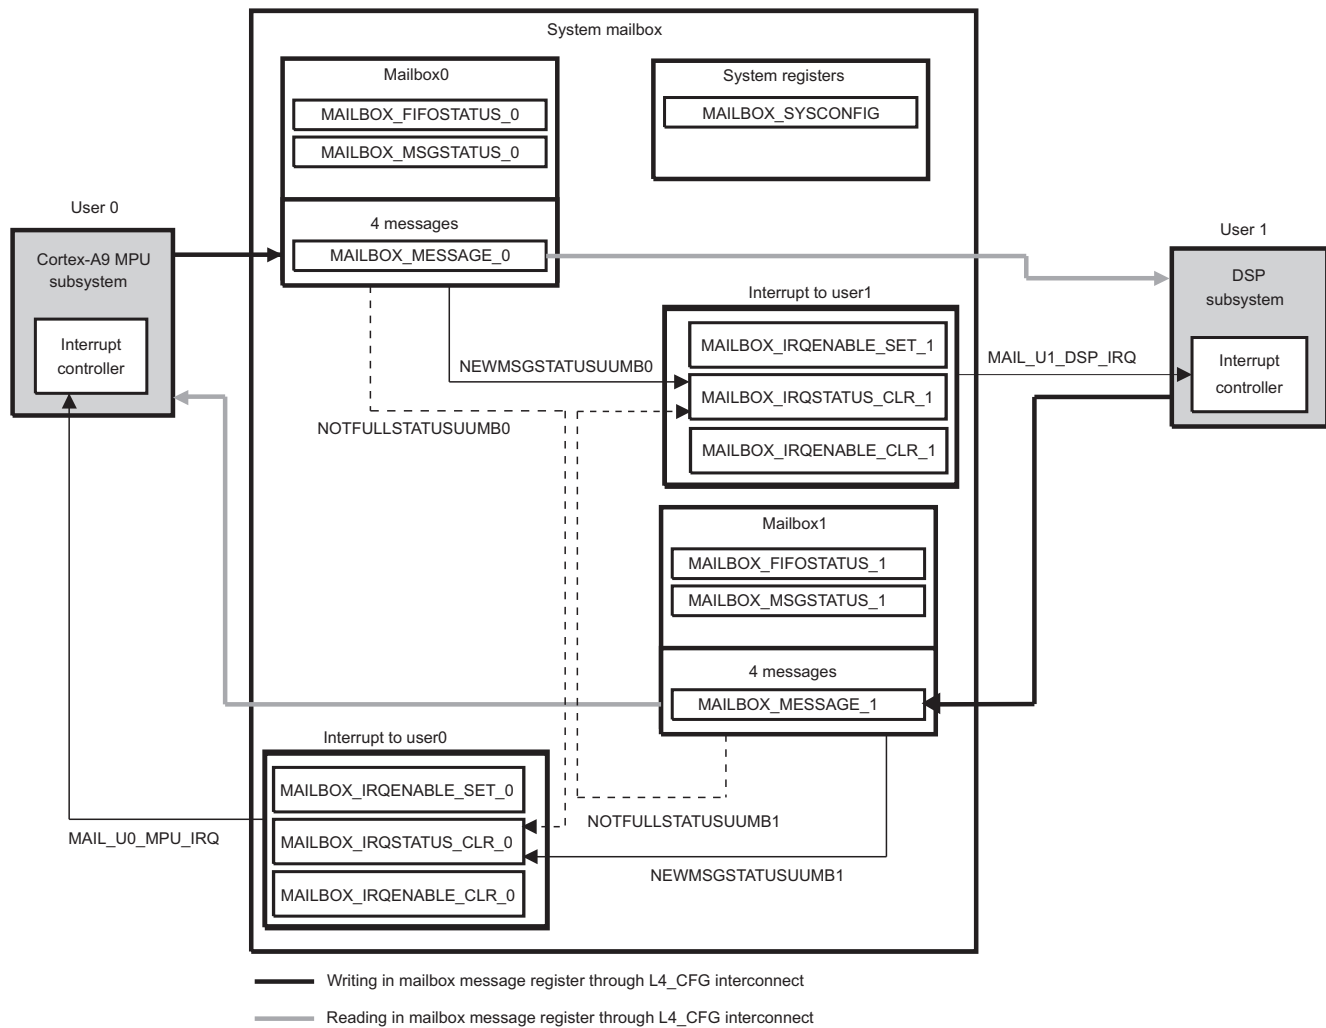 System mailbox
Mailbox0
MAILBOX_FIFOSTATUS_0
MAILBOX_MSGSTATUS_0
4 messages
MAILBOX_MESSAGE_0
System registers
MAILBOX_SYSCONFIG
User 0
Cortex-A9 MPU
subsystem
Interrupt
controller
User 1
DSP
subsystem
Interrupt
controller
Interrupt to user1
MAILBOX_IRQENABLE_SET_1
MAILBOX_IRQSTATUS_CLR_1
MAILBOX_IRQENABLE_CLR_1
NEWMSGSTATUSUUMB0
NOTFULLSTATUSUUMB0
MAIL_U1_DSP_IRQ
Mailbox1
MAILBOX_FIFOSTATUS_1
MAILBOX_MSGSTATUS_1
4 messages
MAILBOX_MESSAGE_1
Interrupt to user0
MAILBOX_IRQENABLE_SET_0
MAILBOX_IRQSTATUS_CLR_0
MAILBOX_IRQENABLE_CLR_0
MAIL_U0_MPU_IRQ
NOTFULLSTATUSUUMB1
NEWMSGSTATUSUUMB1
Writing in mailbox message register through L4_CFG interconnect
Reading in mailbox message register through L4_CFG interconnect